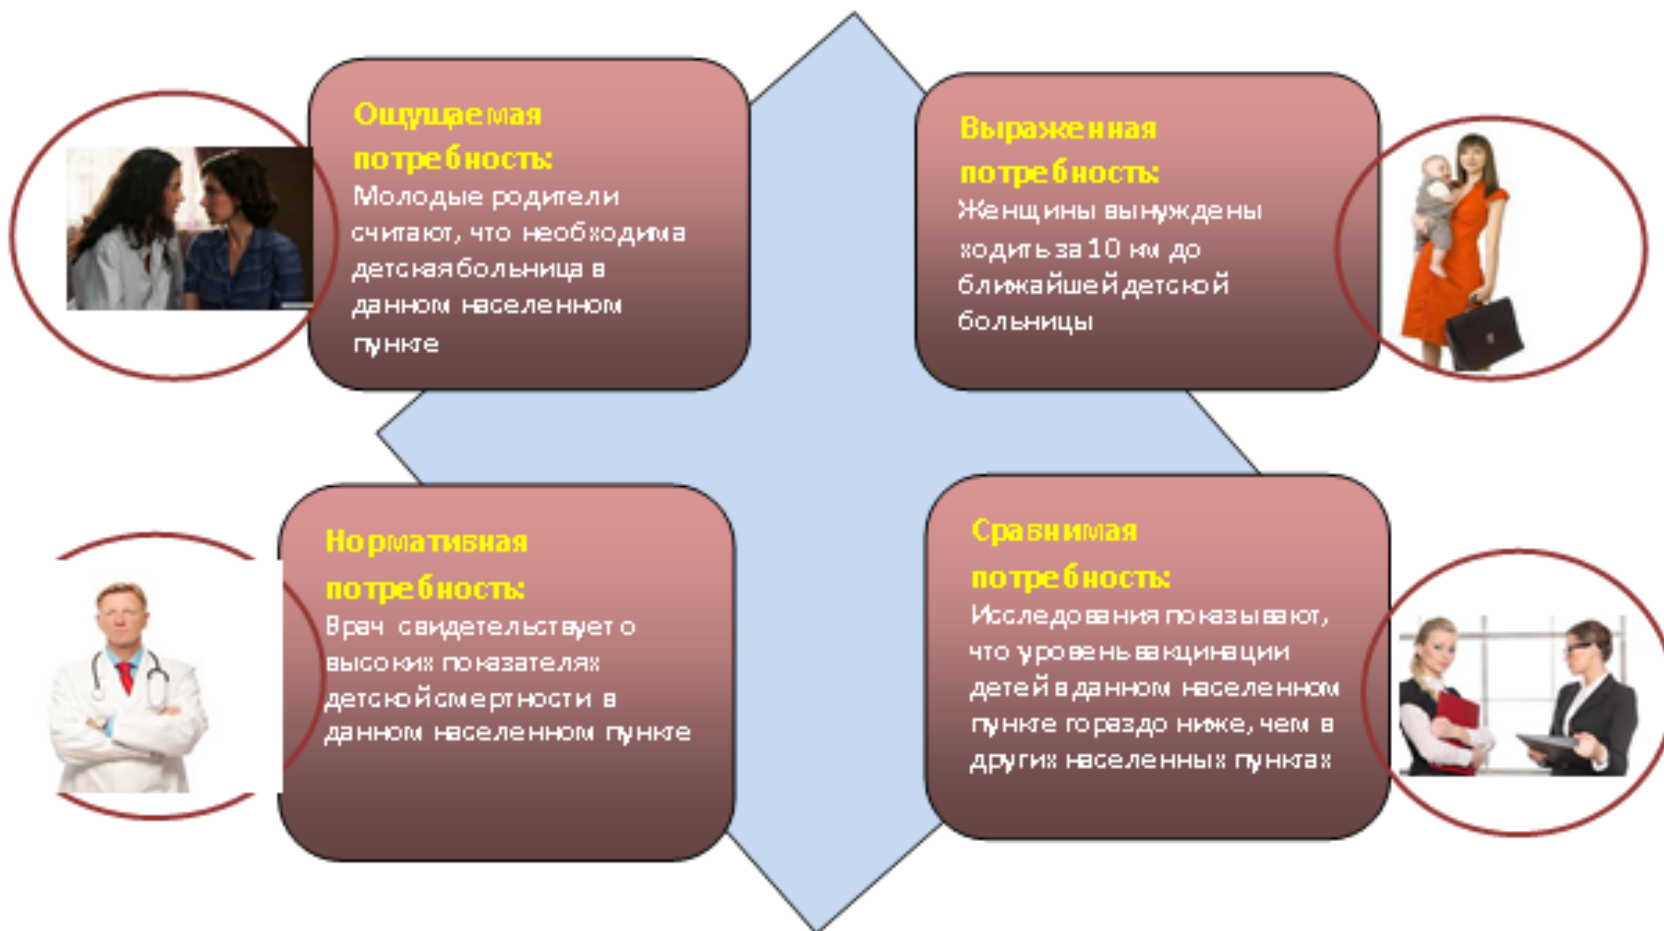 Ощущаемая
потребность:
Молодые родители
считают, что необходима
детская больница в
данном населенном
пункте
Выраженная
потребность:
Женщины вынуждены
ходить за 10 км до
ближайшей детской
больницы
Нормативная
потребность:
Врач свидетельствует о
высоких показателях
детской смертности в
данном населенном пункте
Сравнимая
потребность:
Исследования показывают,
что уровень вакцинации
детей в данном населенном
пункте гораздо ниже, чем в
других населенных пунктах